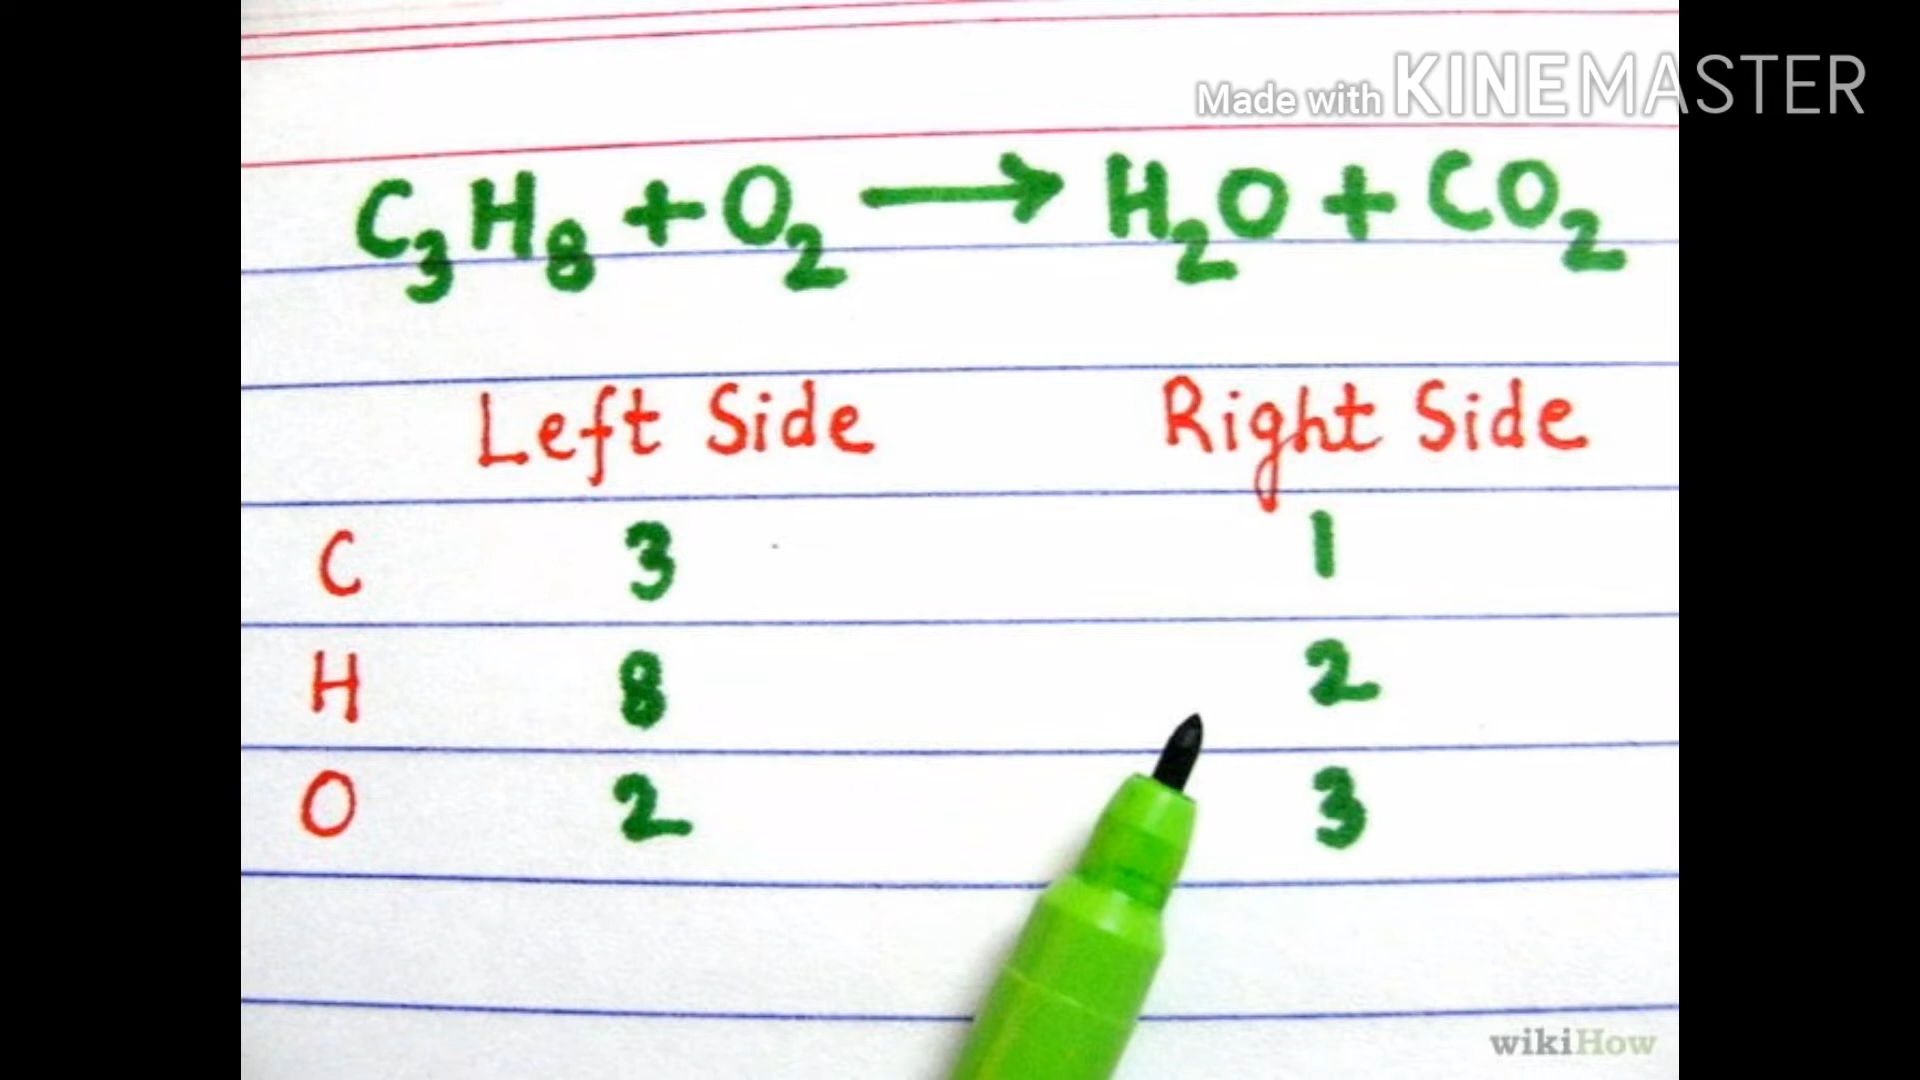 Made with KINEMASTER
C₃H₈ + O₂ → H₂O + CO₂
Left Side Right Side
C 3 1
H 8 2
O 2 3
wikiHow